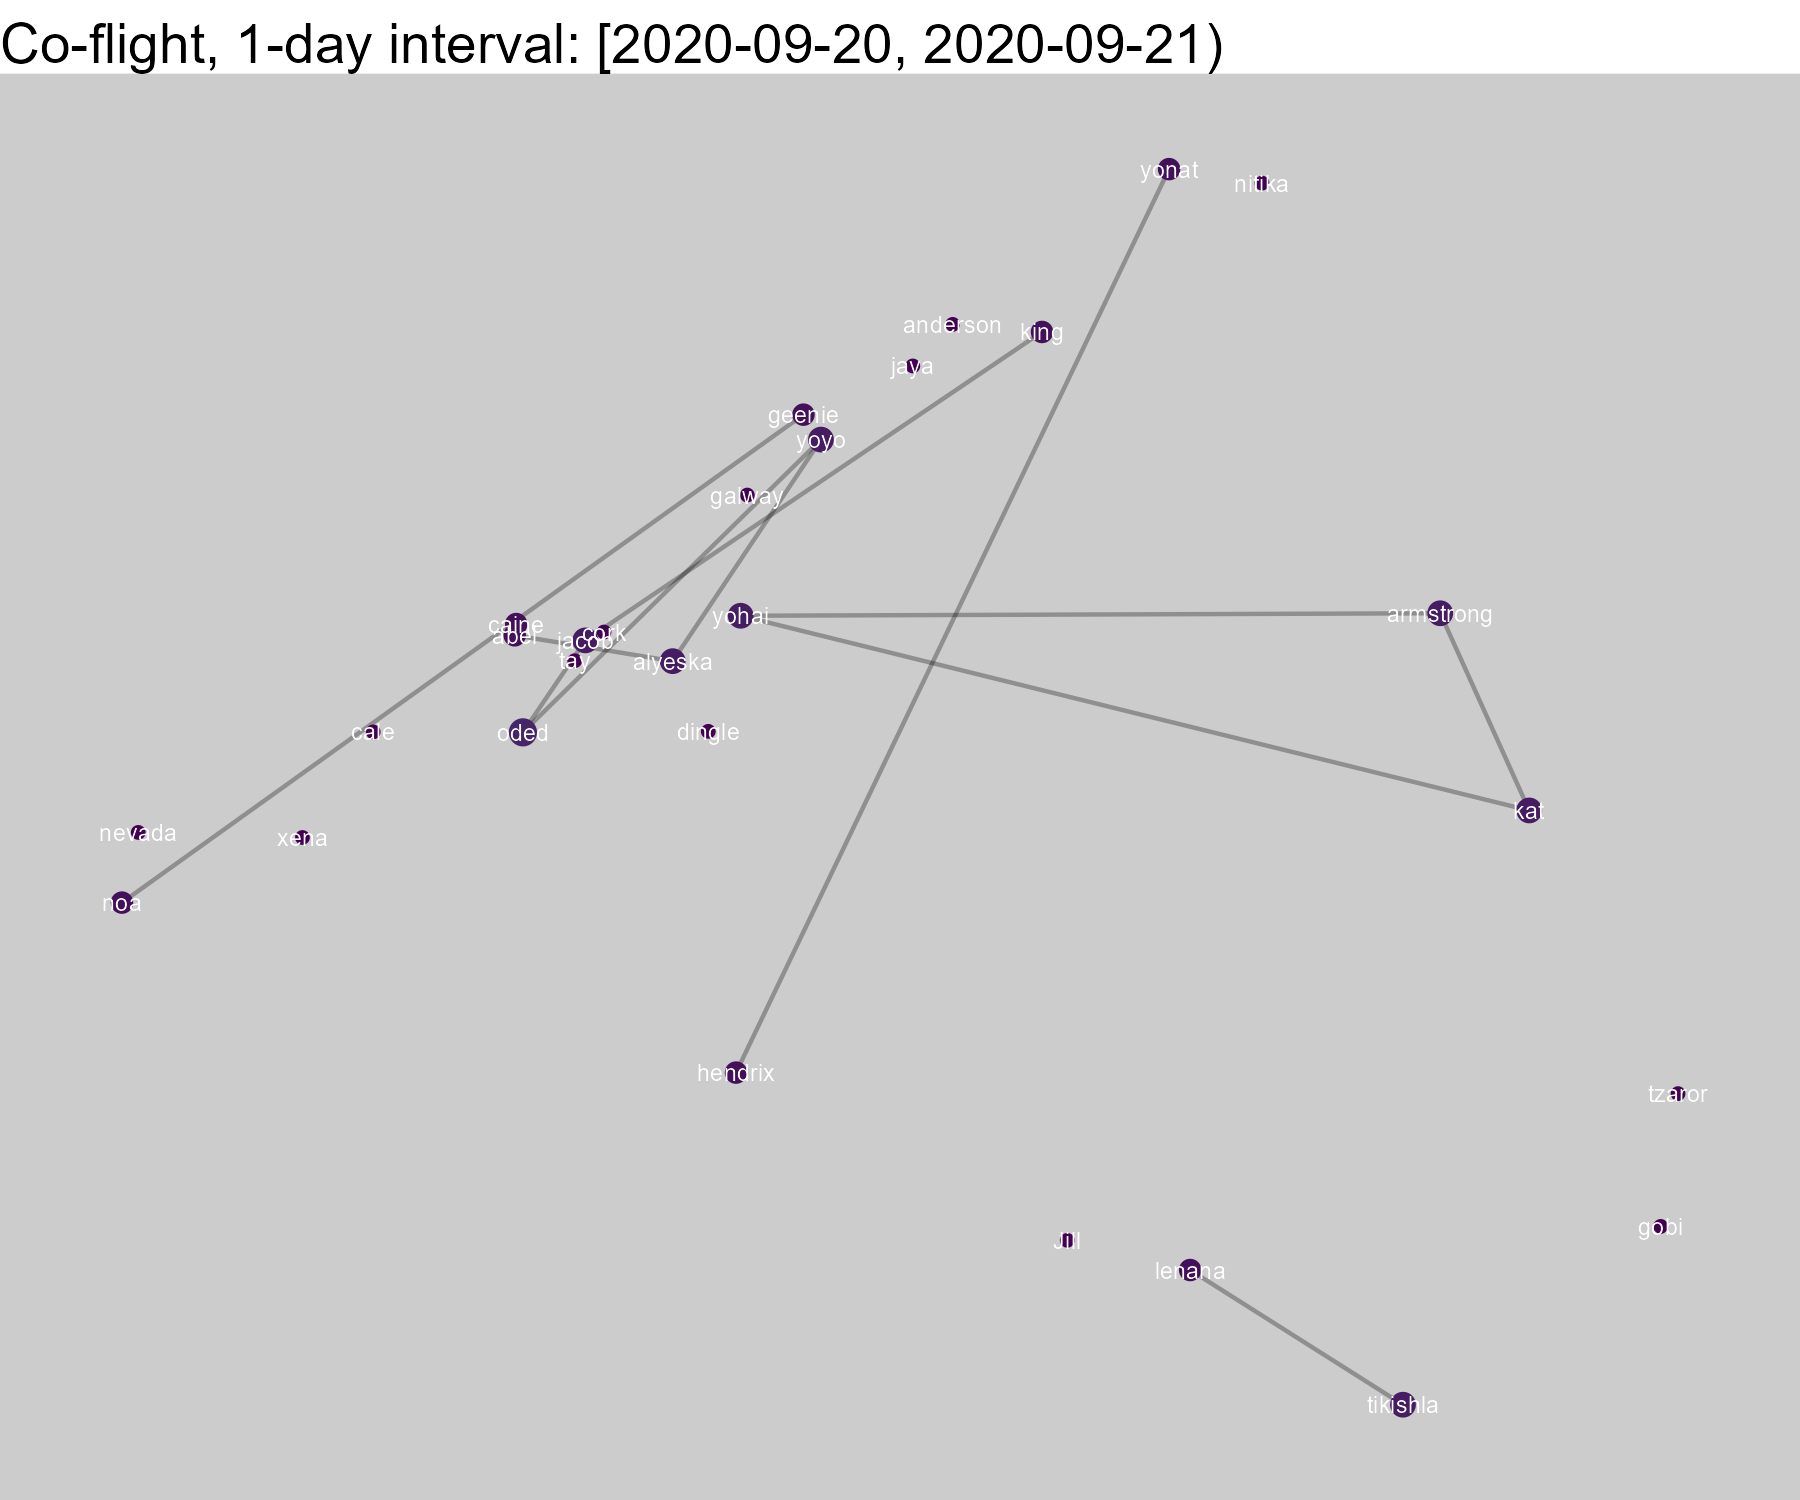 Co-flight, 1-day interval: [2020-09-20, 2020-09-21)
yonat
nitika
anderson
king
jaya
geenie
yoyo
galway
yohai
armstrong
caine
abel
cork
jacob
tay
alyeska
cale
oded
dingle
kat
nevada
xena
noa
hendrix
tzaror
gobi
Jill
lenana
tikishla